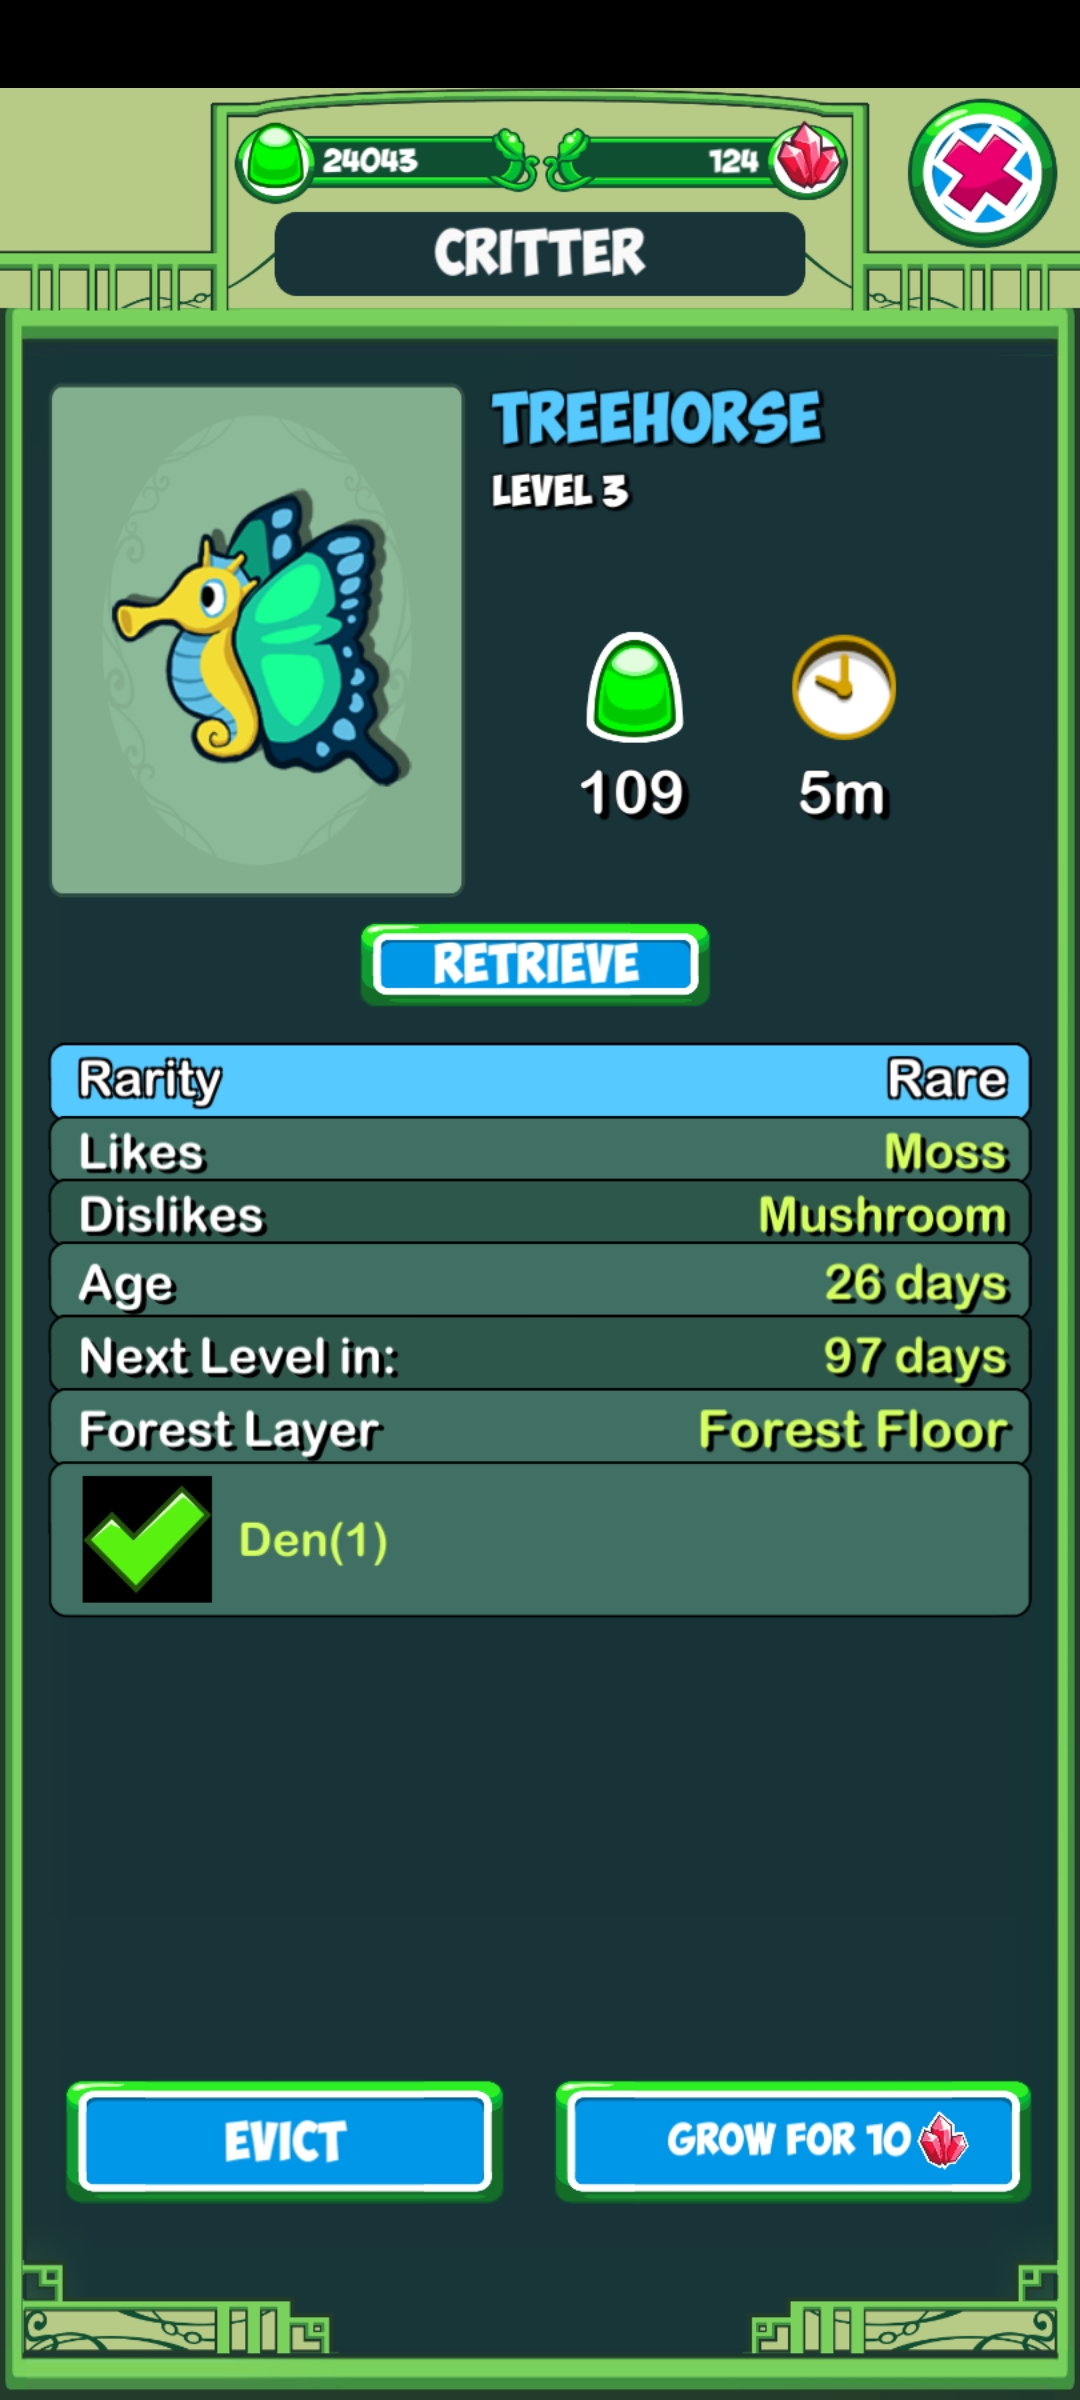 24043 124
CRITTER
TREEHORSE
LEVEL 3
109 5m
RETRIEVE
Rarity Rare
Likes Moss
Dislikes Mushroom
Age 26 days
Next Level in: 97 days
Forest Layer Forest Floor
Den(1)
EVICT GROW FOR 10